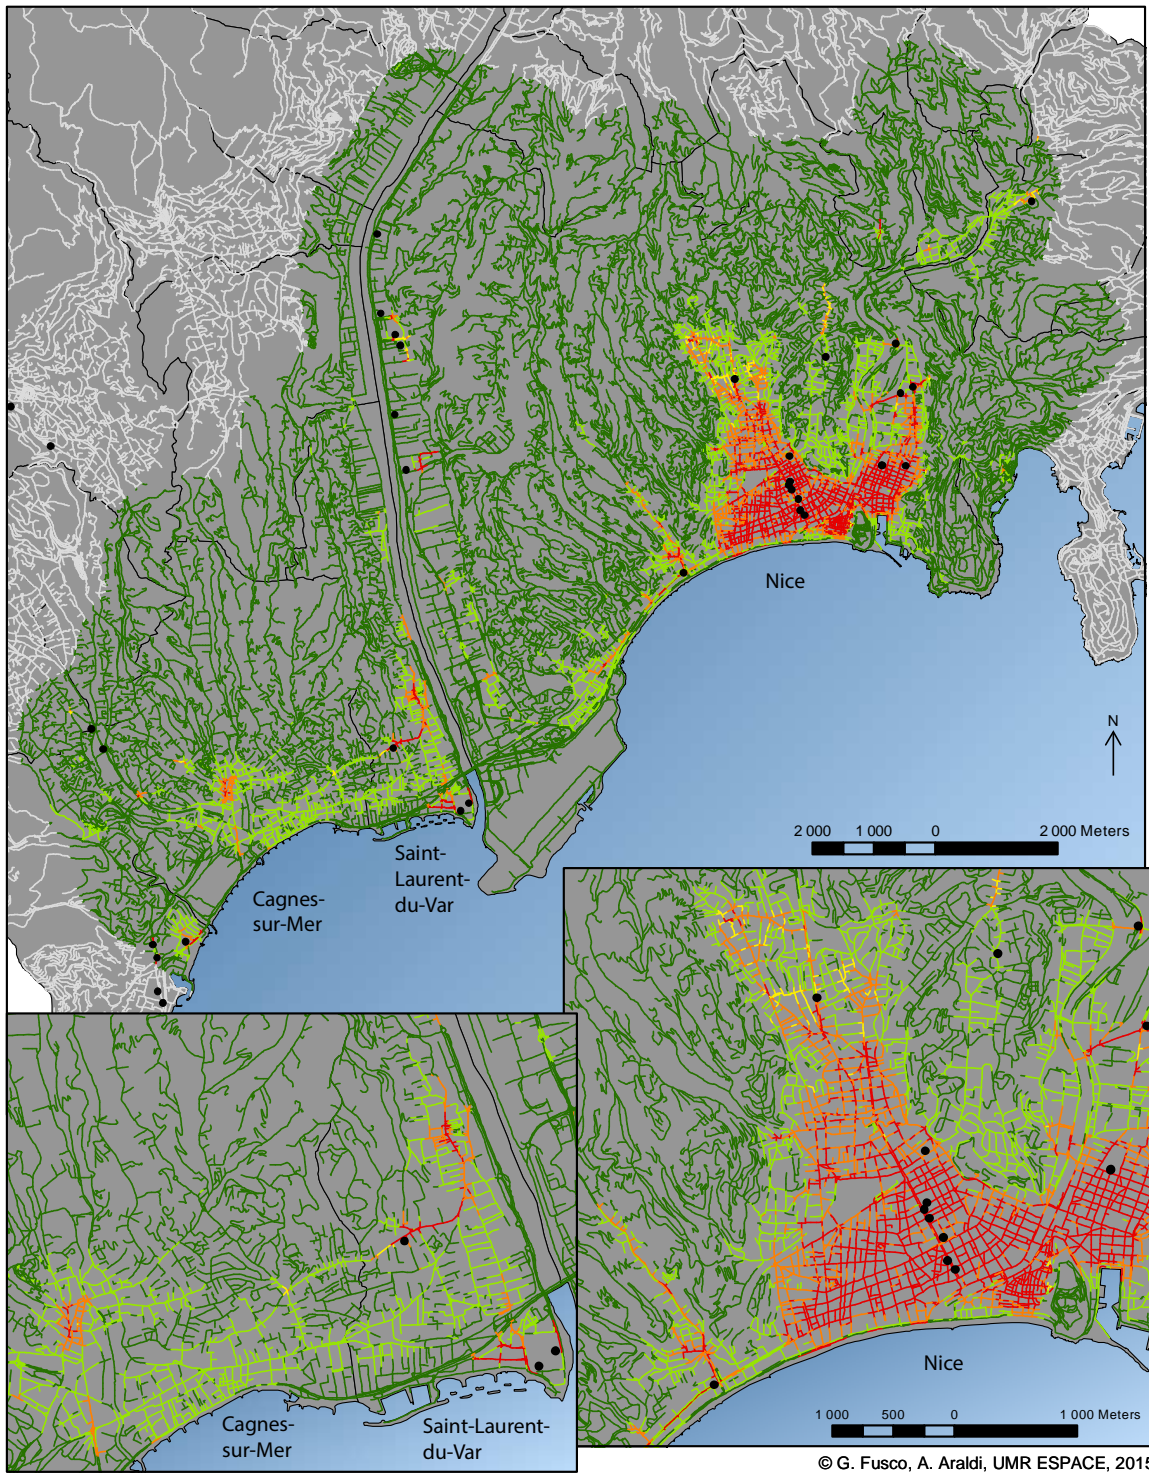 Nice
N
2 000 1 000 0 2 000 Meters
Saint-
Laurent-
du-Var
Cagnes-
sur-Mer
Nice
1 000 500 0 1 000 Meters
Cagnes-
sur-Mer
Saint-Laurent-
du-Var
© G. Fusco, A. Araldi, UMR ESPACE, 2015